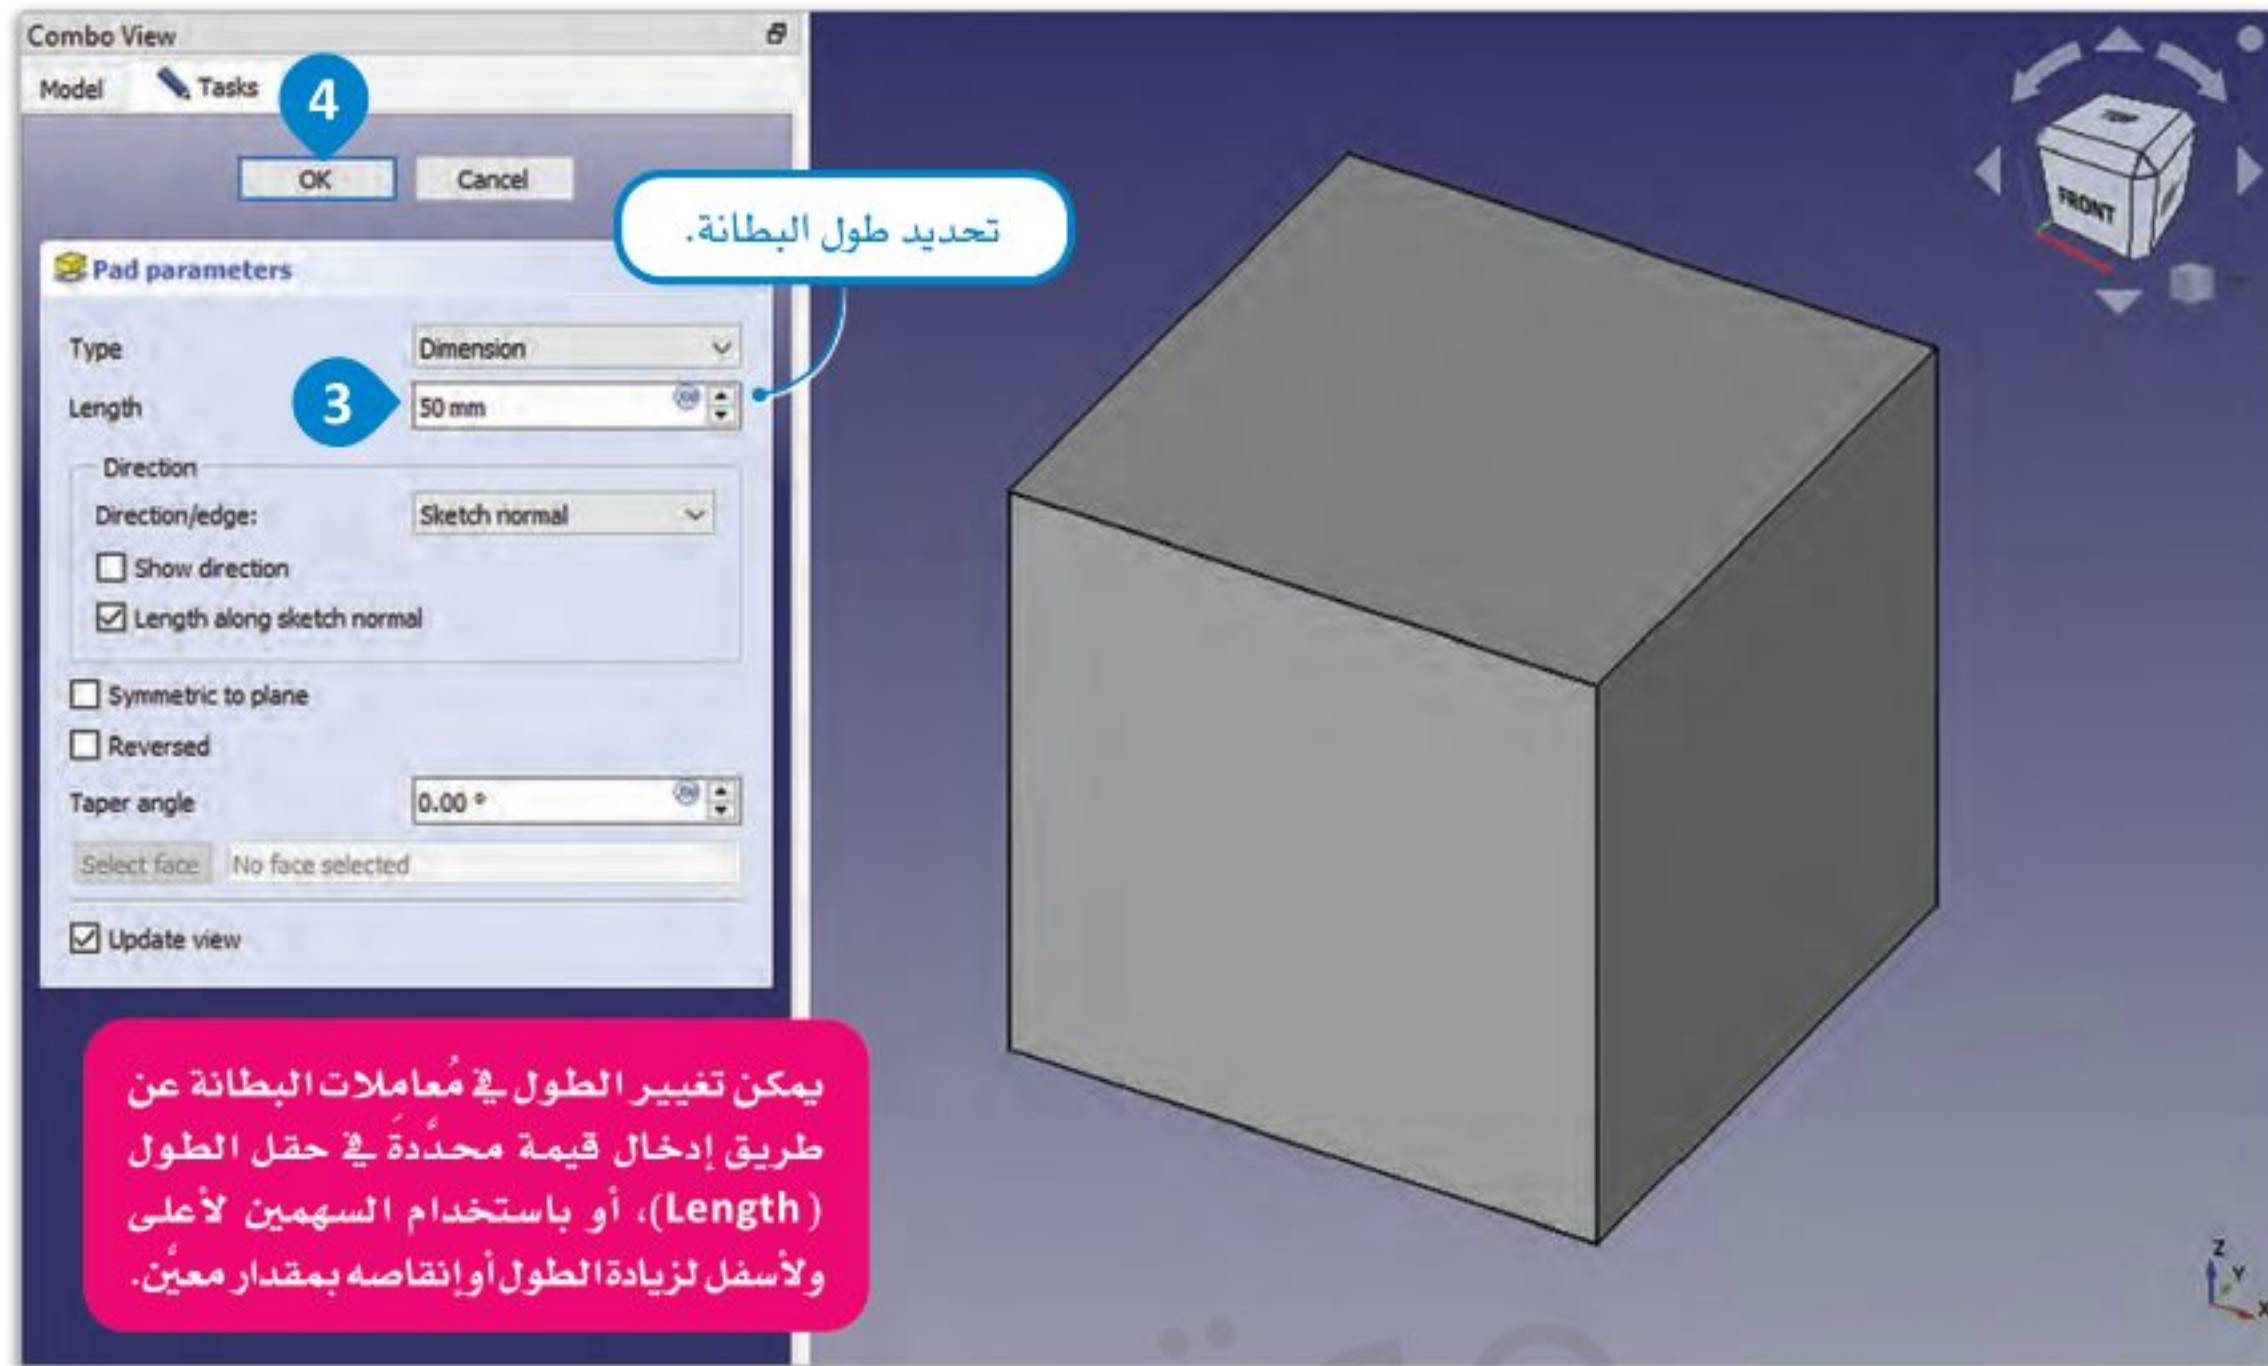 Combo View
Model
Tasks
4
OK
Cancel
تحديد طول البطانة.
Pad parameters
Type
Dimension
Length
3
50 mm
Direction
Direction/edge:
Sketch normal
Show direction
Length along sketch normal
Symmetric to plane
Reversed
Taper angle
0.00 °
Select face
No face selected
Update view
يمكن تغيير الطول في مُعاملات البطانة عن
طريق إدخال قيمة محدَّدةَ في حقل الطول
(Length)، أو باستخدام السهمين لأعلى
ولأسفل لزيادة الطول أو إنقاصه بمقدار معيَّن.
TOP
FRONT
Z
Y
X